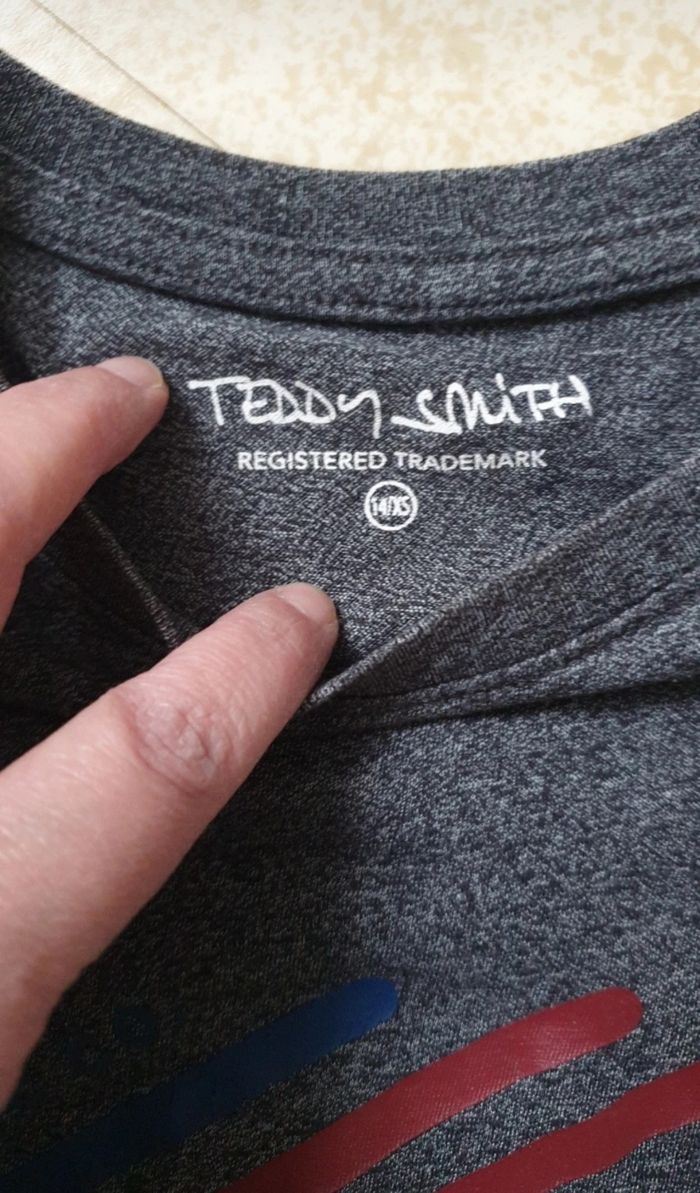 TEDDY SMITH
REGISTERED TRADEMARK
14/XS